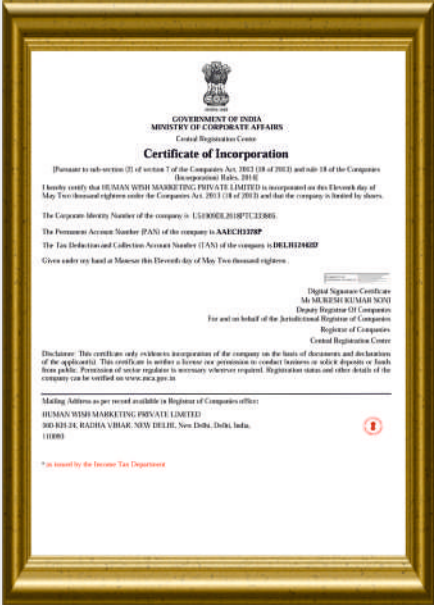 GOVERNMENT OF INDIA
MINISTRY OF CORPORATE AFFAIRS
Central Registration Centre
Certificate of Incorporation
[Pursuant to sub-section (2) of section 7 of the Companies Act, 2013 (18 of 2013) and rule 18 of the Companies
(Incorporation) Rules, 2014]
I hereby certify that HUMAN WISH MARKETING PRIVATE LIMITED is incorporated on this Eleventh day of
May Two thousand eighteen under the Companies Act, 2013 (18 of 2013) and that the company is limited by shares.
The Corporate Identity Number of the company is
The Permanent Account Number (PAN) of the company is
The Tax Deduction and Collection Account Number (TAN) of the company is
Given under my hand at Manesar this Eleventh day of May Two thousand eighteen .
Digital Signature Certificate
Mr MUKESH KUMAR SONI
Deputy Registrar Of Companies
For and on behalf of the Jurisdictional Registrar of Companies
Registrar of Companies
Central Registration Centre
Disclaimer: This certificate only evidences incorporation of the company on the basis of documents and declarations
of the applicant(s). This certificate is neither a license nor permission to conduct business or solicit deposits or funds
from public. Permission of sector regulator is necessary wherever required. Registration status and other details of the
company can be verified on www.mca.gov.in
Mailing Address as per record available in Registrar of Companies office:
HUMAN WISH MARKETING PRIVATE LIMITED
RADHA VIHAR, NEW DELHI, New Delhi, Delhi, India,
* as issued by the Income Tax Department